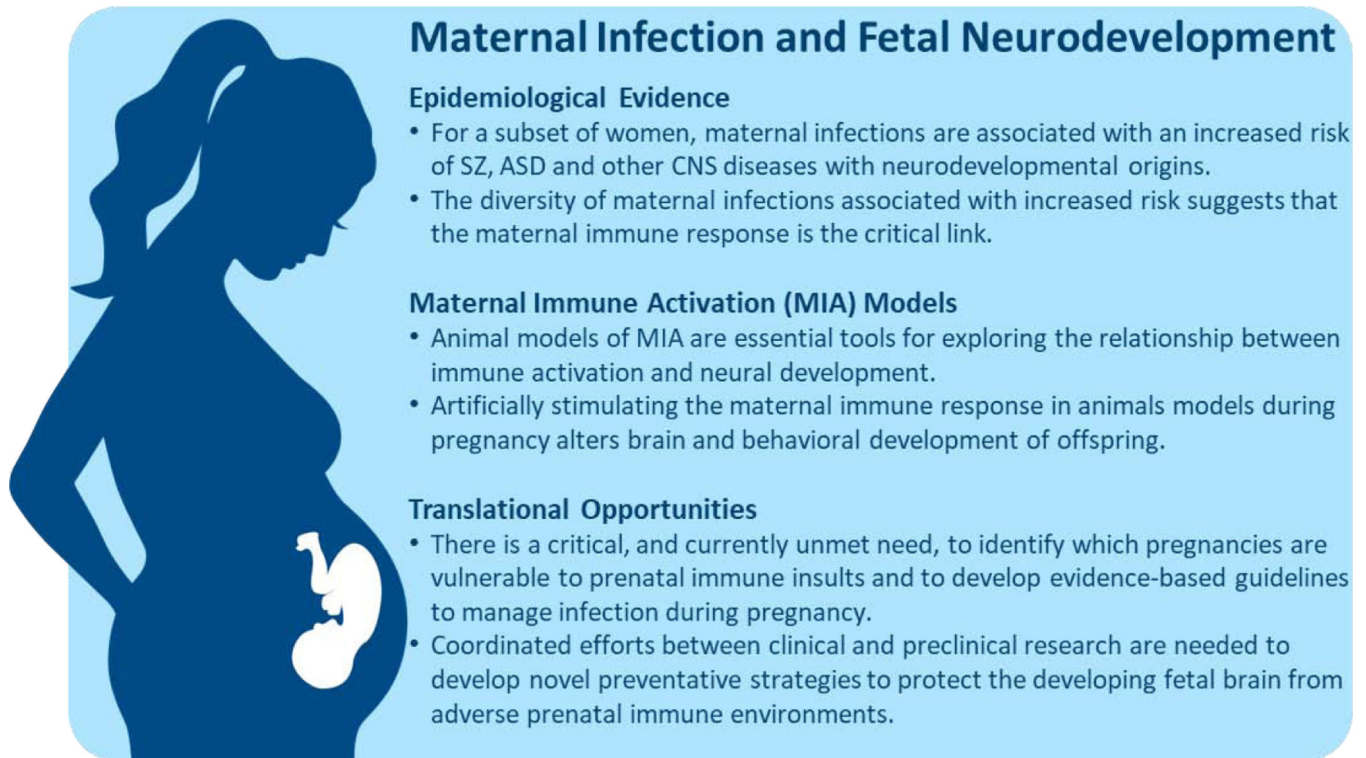 Maternal Infection and Fetal Neurodevelopment
Epidemiological Evidence
• For a subset of women, maternal infections are associated with an increased risk
of SZ, ASD and other CNS diseases with neurodevelopmental origins.
• The diversity of maternal infections associated with increased risk suggests that
the maternal immune response is the critical link.
Maternal Immune Activation (MIA) Models
• Animal models of MIA are essential tools for exploring the relationship between
immune activation and neural development.
• Artificially stimulating the maternal immune response in animals models during
pregnancy alters brain and behavioral development of offspring.
Translational Opportunities
• There is a critical, and currently unmet need, to identify which pregnancies are
vulnerable to prenatal immune insults and to develop evidence-based guidelines
to manage infection during pregnancy.
• Coordinated efforts between clinical and preclinical research are needed to
develop novel preventative strategies to protect the developing fetal brain from
adverse prenatal immune environments.